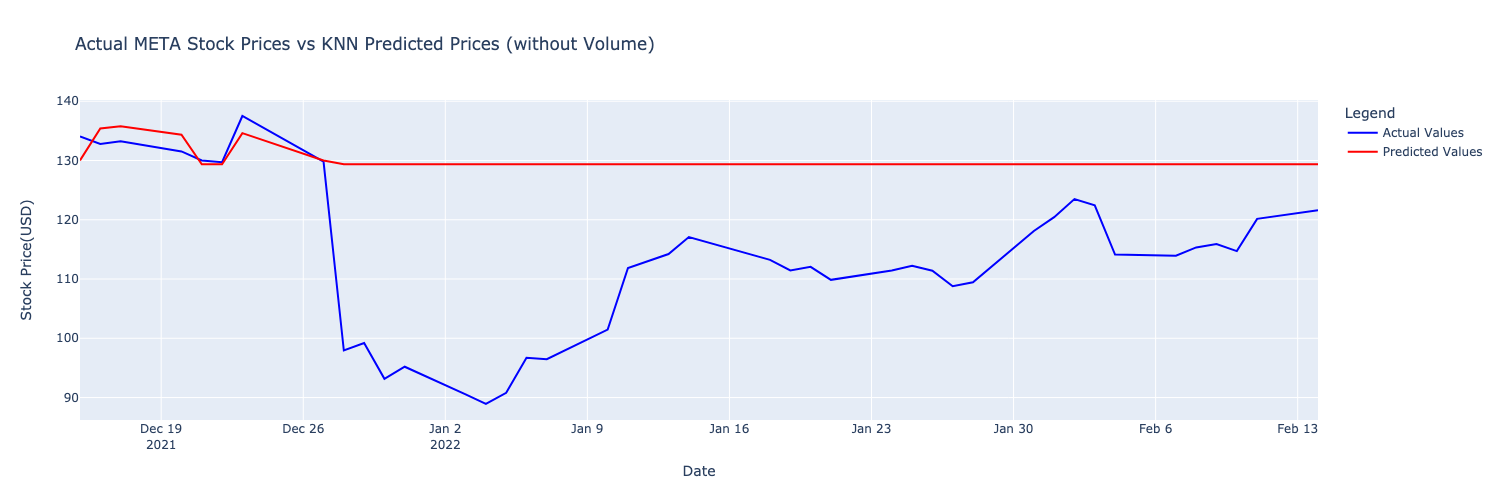 Actual META Stock Prices vs KNN Predicted Prices (without Volume)
Legend
Actual Values
Predicted Values
Stock Price(USD)
140
130
120
110
100
90
Dec 19
2021
Dec 26
Jan 2
2022
Jan 9
Jan 16
Jan 23
Jan 30
Feb 6
Feb 13
Date